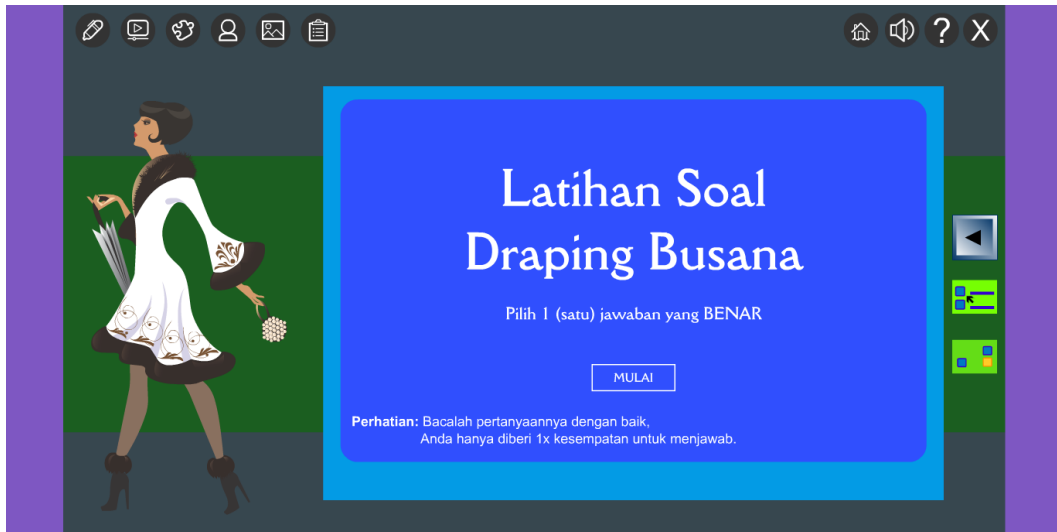 ? X
Latihan Soal
Draping Busana
Pilih 1 (satu) jawaban yang BENAR
MULAI
Perhatian: Bacalah pertanyaannya dengan baik,
Anda hanya diberi 1x kesempatan untuk menjawab.